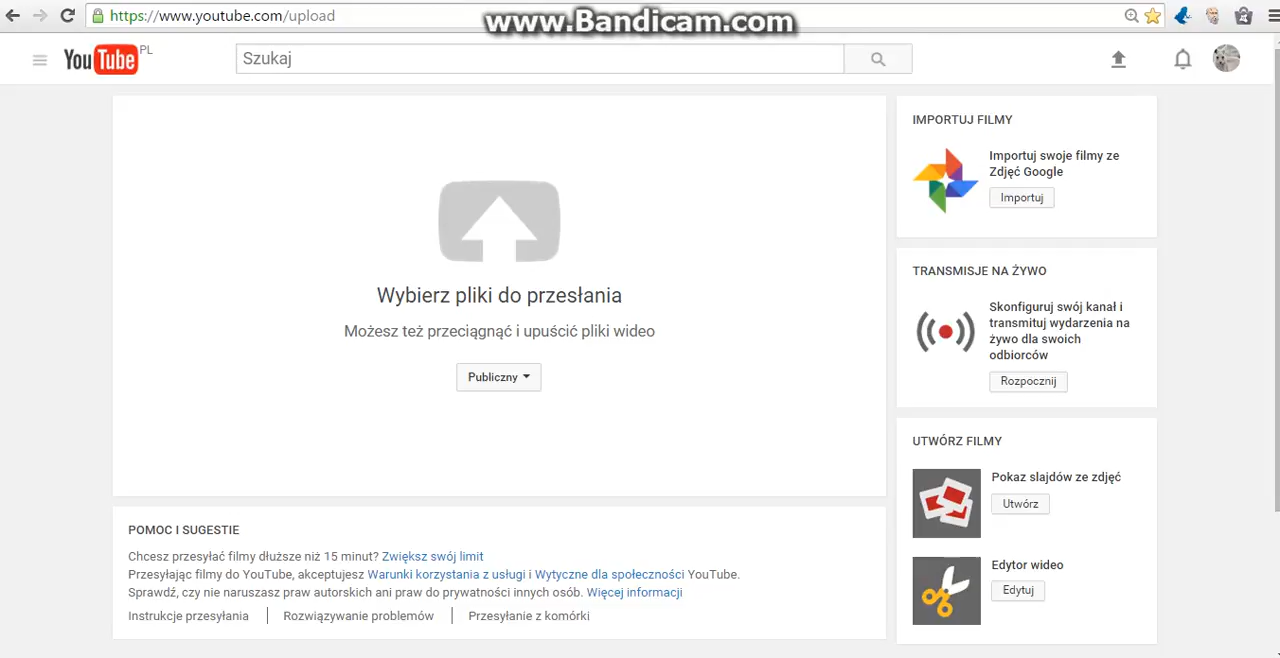 https://www.youtube.com/upload
www.Bandicam.com
YouTube PL
Szukaj
Wybierz pliki do przesłania
Możesz też przeciągnąć i upuścić pliki wideo
Publiczny
POMOC I SUGESTIE
Chcesz przesyłać filmy dłuższe niż 15 minut? Zwiększ swój limit
Przesyłając filmy do YouTube, akceptujesz Warunki korzystania z usługi i Wytyczne dla społeczności YouTube.
Sprawdź, czy nie naruszasz praw autorskich ani praw do prywatności innych osób. Więcej informacji
Instrukcje przesyłania
Rozwiązywanie problemów
Przesyłanie z komórki
IMPORTUJ FILMY
Importuj swoje filmy ze
Zdjęć Google
Importuj
TRANSMISJE NA ŻYWO
Skonfiguruj swój kanał i
transmituj wydarzenia na
żywo dla swoich
odbiorców
Rozpocznij
UTWÓRZ FILMY
Pokaz slajdów ze zdjęć
Utwórz
Edytor wideo
Edytuj